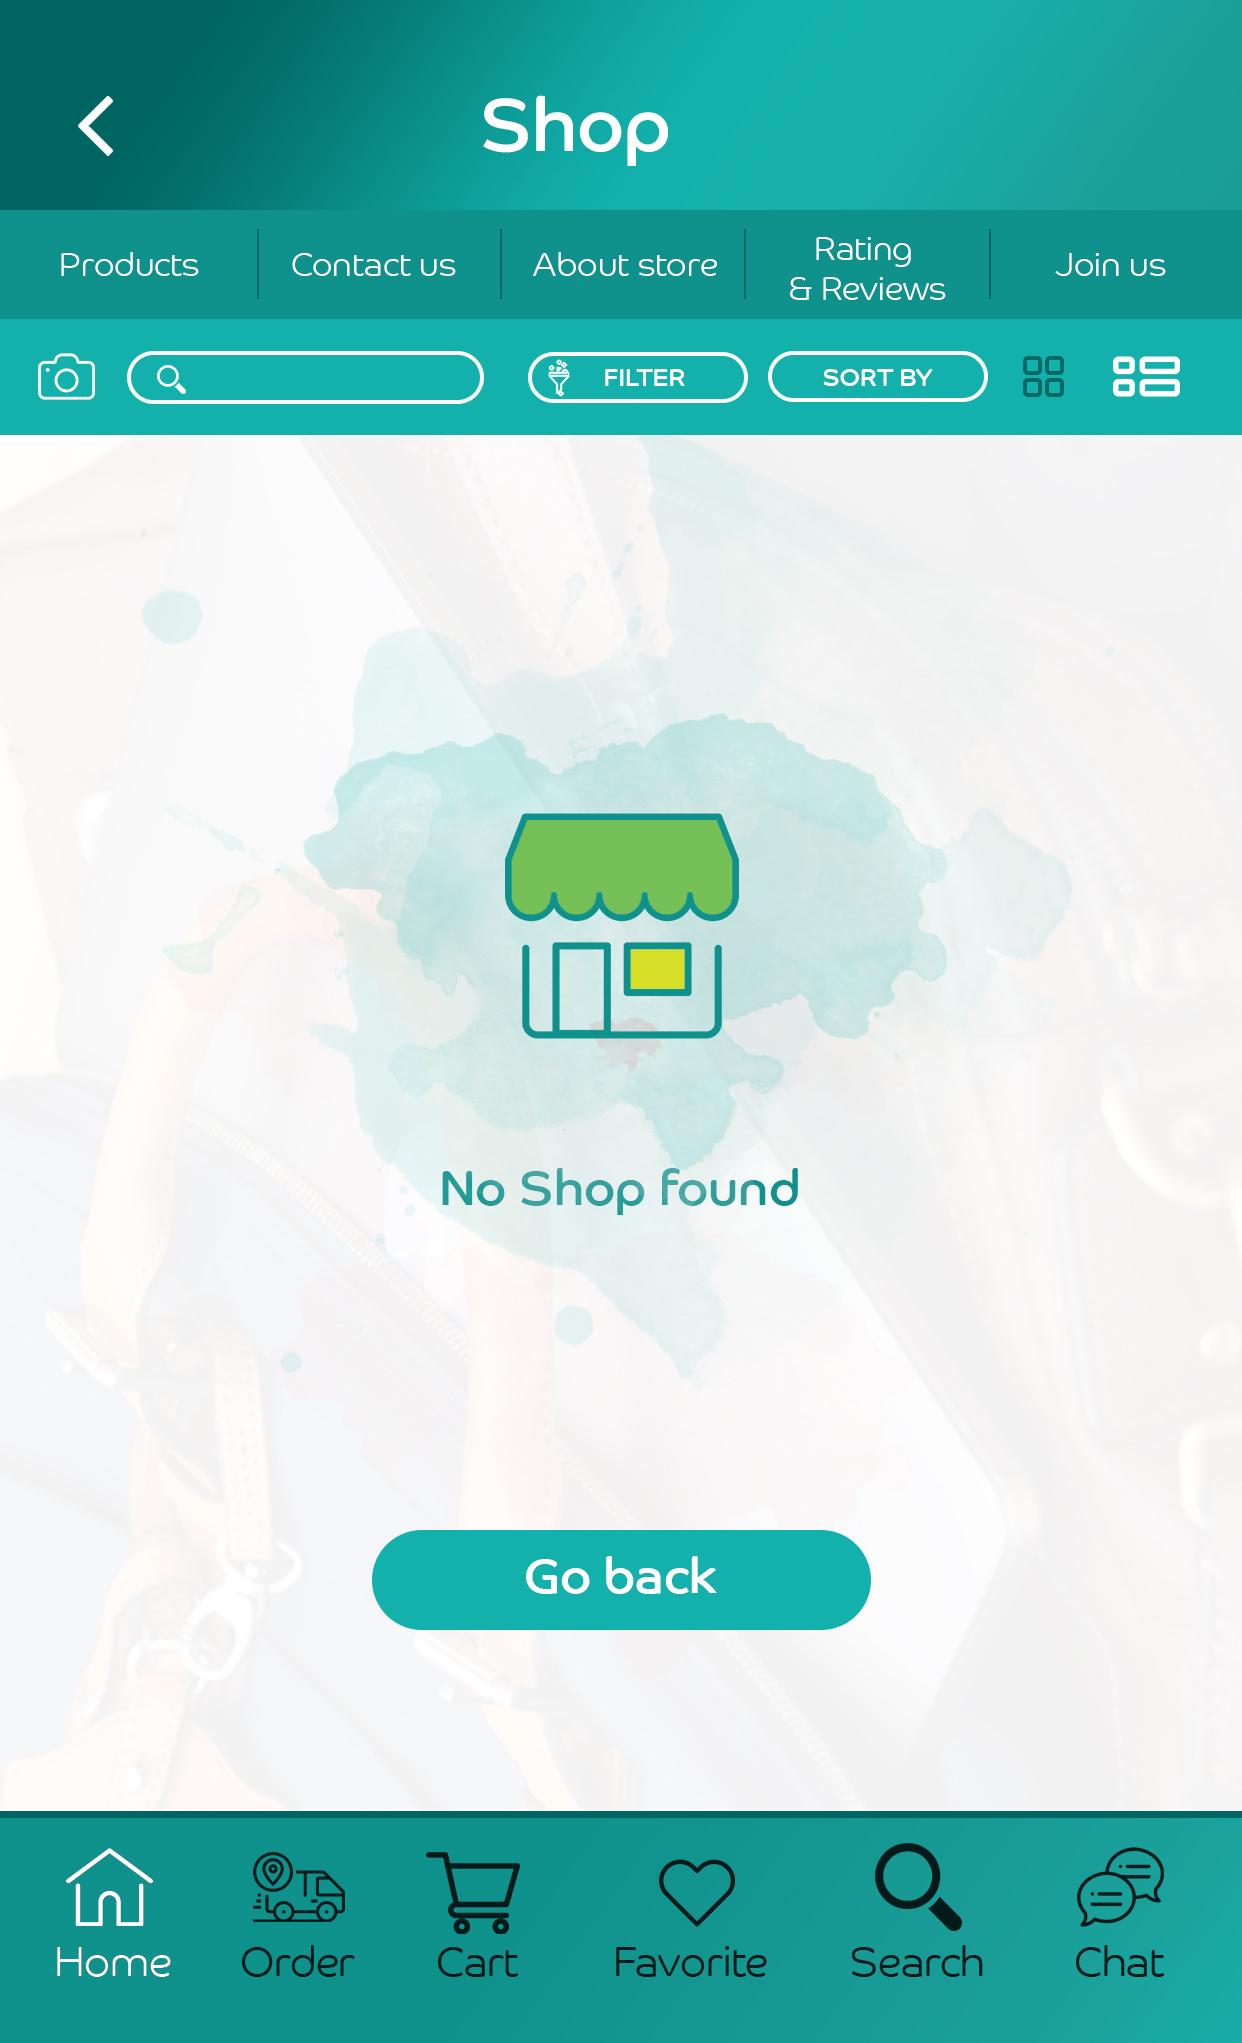 Shop
Products
Contact us
About store
Rating
& Reviews
Join us
FILTER
SORT BY
No Shop found
Go back
Home
Order
Cart
Favorite
Search
Chat